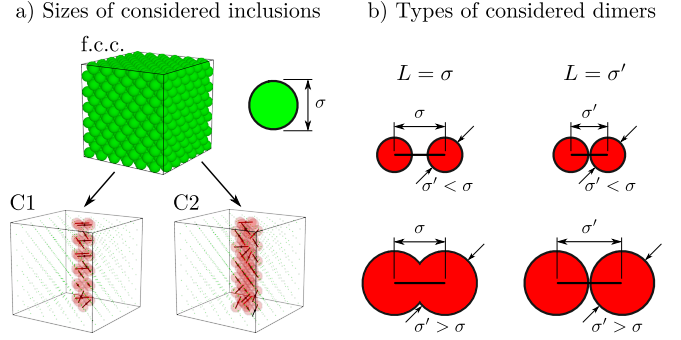 a) Sizes of considered inclusions
f.c.c.
σ
C1
C2
b) Types of considered dimers
L = σ
L = σ′
σ
σ′
σ′ < σ
σ′ < σ
σ
σ′
σ′ > σ
σ′ > σ